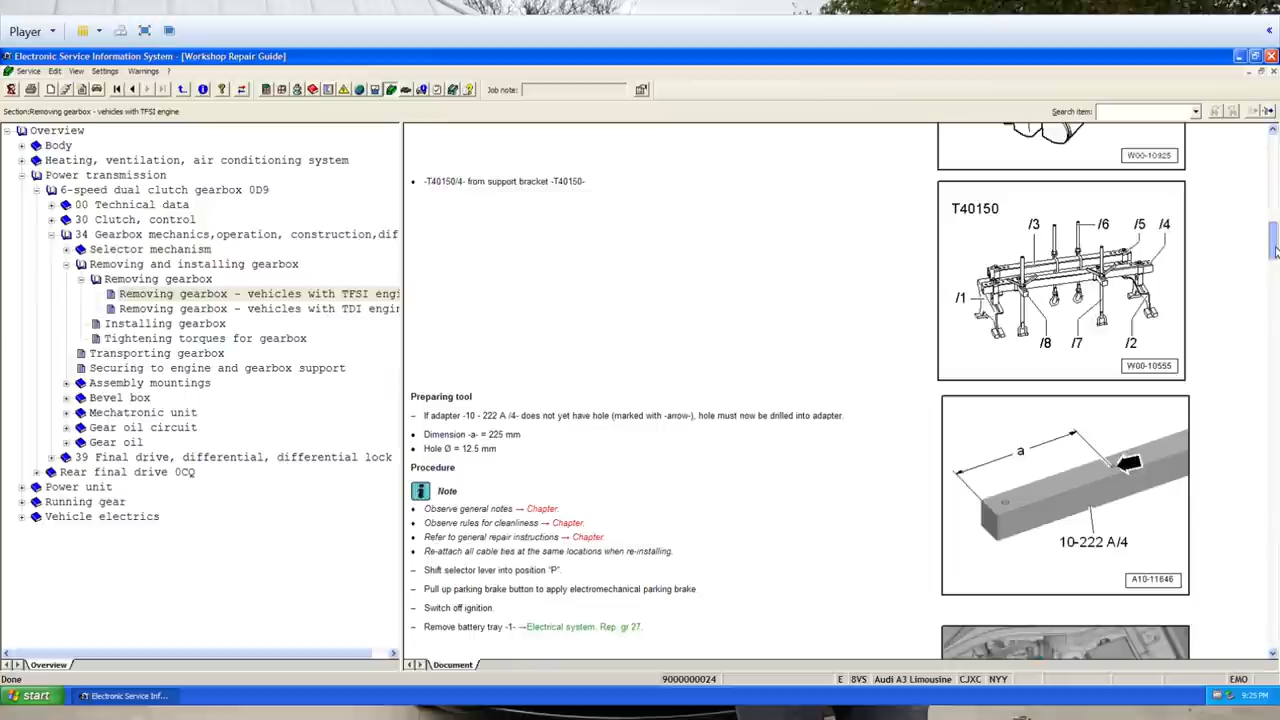 Player
Electronic Service Information System - [Workshop Repair Guide]
Service Edit View Settings Warnings ?
Job note:
Section:Removing gearbox - vehicles with TFSI engine
Search item:
Overview
Body
Heating, ventilation, air conditioning system
Power transmission
6-speed dual clutch gearbox 0D9
00 Technical data
30 Clutch, control
34 Gearbox mechanics,operation, construction,dif
Selector mechanism
Removing and installing gearbox
Removing gearbox
Removing gearbox - vehicles with TFSI engi
Removing gearbox - vehicles with TDI engin
Installing gearbox
Tightening torques for gearbox
Transporting gearbox
Securing to engine and gearbox support
Assembly mountings
Bevel box
Mechatronic unit
Gear oil circuit
Gear oil
39 Final drive, differential, differential lock
Rear final drive 0CQ
Power unit
Running gear
Vehicle electrics
W00-10925
• -T40150/4- from support bracket -T40150-
T40150
/3
/6
/5
/4
/1
/8
/7
/2
W00-10555
Preparing tool
– If adapter -10 - 222 A /4- does not yet have hole (marked with -arrow-), hole must now be drilled into adapter.
• Dimension -a- = 225 mm
• Hole Ø = 12.5 mm
a
10-222 A/4
A10-11646
Procedure
Note
• Observe general notes → Chapter.
• Observe rules for cleanliness → Chapter.
• Refer to general repair instructions → Chapter.
• Re-attach all cable ties at the same locations when re-installing.
– Shift selector lever into position "P".
– Pull up parking brake button to apply electromechanical parking brake
– Switch off ignition.
– Remove battery tray -1- →Electrical system. Rep. gr 27.
Overview
Document
Done
9000000024
E 8VS Audi A3 Limousine CJXC NYY
EMO
start
Electronic Service Inf...
9:25 PM